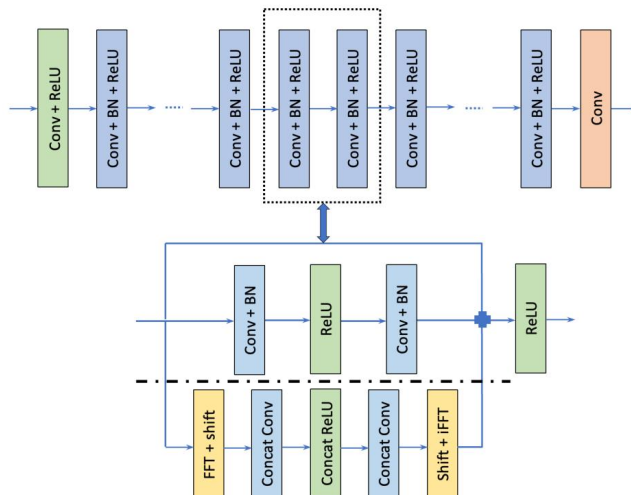 Conv + ReLU
Conv + BN + ReLU
Conv + BN + ReLU
Conv + BN + ReLU
Conv + BN + ReLU
Conv + BN + ReLU
Conv + BN + ReLU
Conv
Conv + BN
ReLU
Conv + BN
ReLU
FFT + shift
Concat Conv
Concat ReLU
Concat Conv
Shift + iFFT